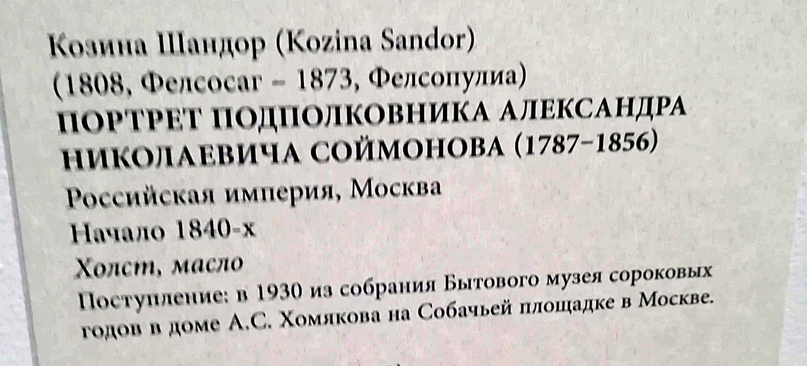 Козина Шандор (Kozina Sandor)
(1808, Фелсосаг – 1873, Фелсопулиа)
ПОРТРЕТ ПОДПОЛКОВНИКА АЛЕКСАНДРА
НИКОЛАЕВИЧА СОЙМОНОВА (1787–1856)
Российская империя, Москва
Начало 1840-х
Холст, масло
Поступление: в 1930 из собрания Бытового музея сороковых
годов в доме А.С. Хомякова на Собачьей площадке в Москве.